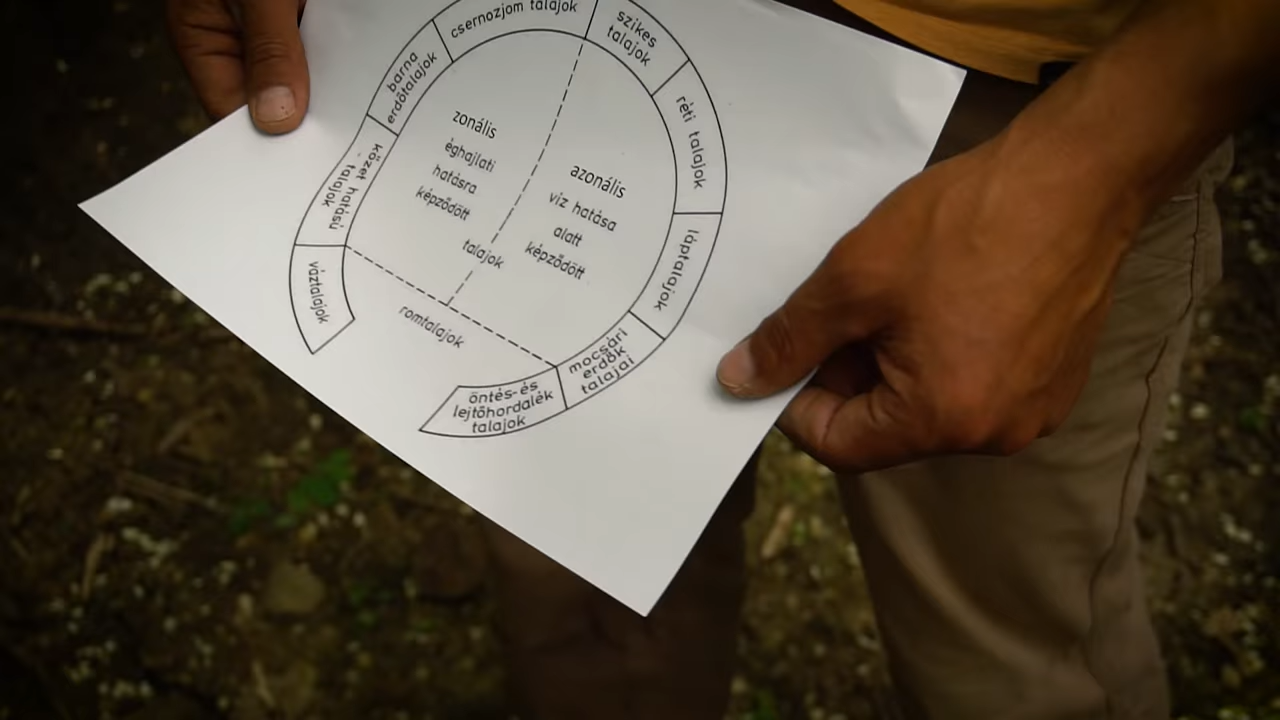 csernozjom talajok
szikes
talajok
barna
erdőtalajok
réti talajok
kőzet hatású
talajok
láptalajok
váztalajok
mocsári
erdők
talajai
öntés- és
lejtőhordalék
talajok
zonális
éghajlati
hatásra
képződött
azonális
víz hatása
alatt
képződött
talajok
romtalajok